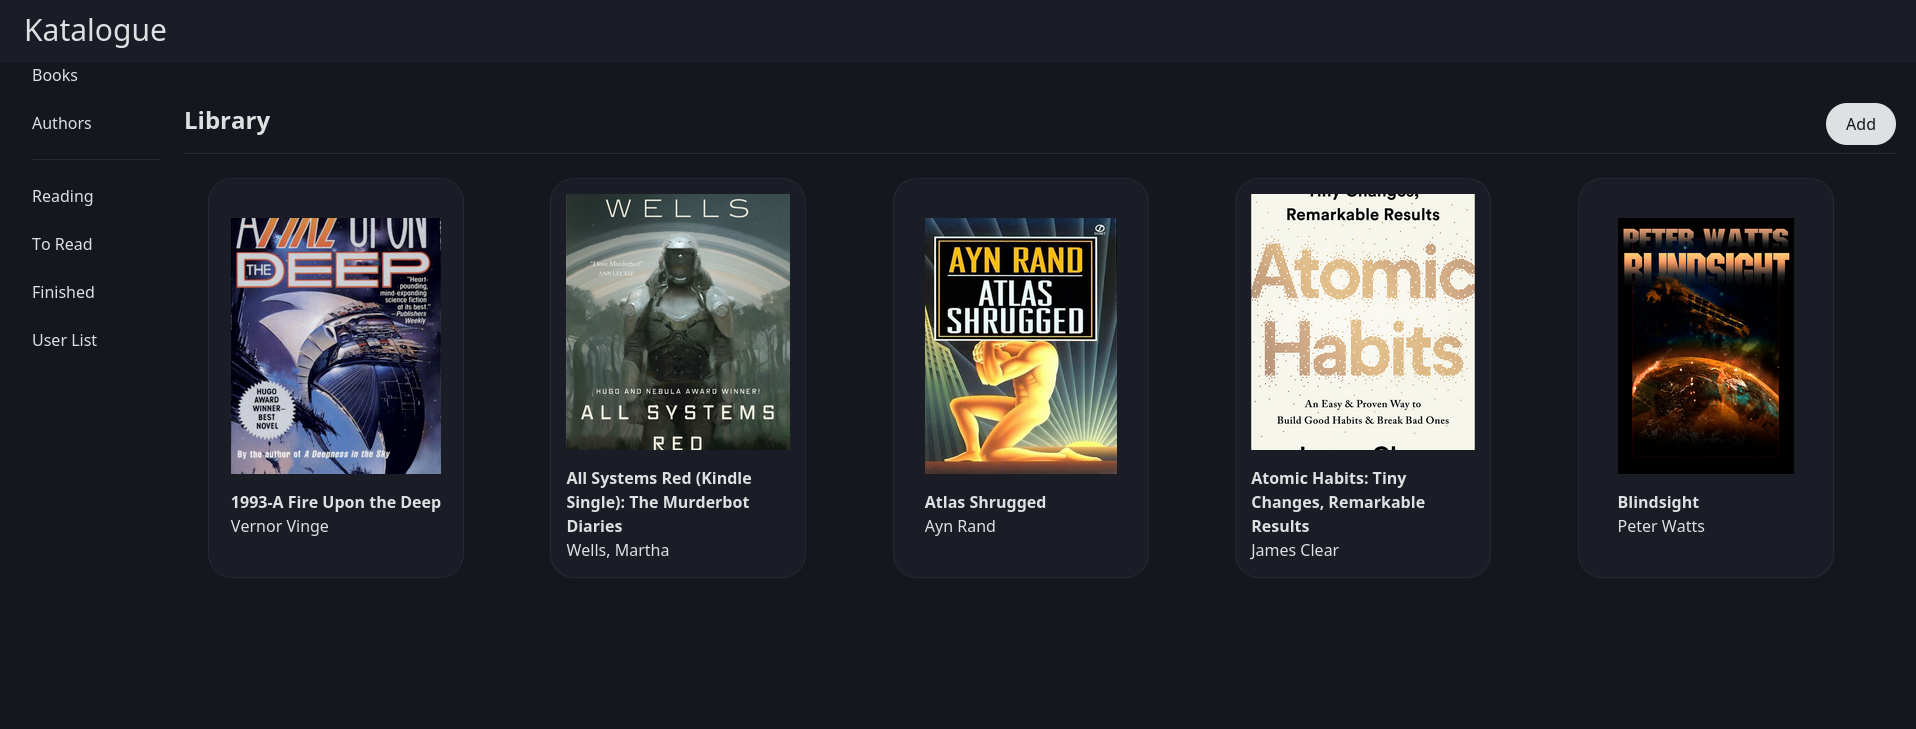 Katalogue
Books
Authors
Reading
To Read
Finished
User List
Library
Add
A FIRE UPON
THE
DEEP
"Heart-
pounding,
mind-expanding
science fiction
at its best."
—Publishers
Weekly
HUGO
AWARD
WINNER—
BEST
NOVEL
By the author of A Deepness in the Sky
1993-A Fire Upon the Deep
Vernor Vinge
WELLS
"I love Murderbot!"
ANN LECKIE
HUGO AND NEBULA AWARD WINNER!
ALL SYSTEMS
RED
All Systems Red (Kindle
Single): The Murderbot
Diaries
Wells, Martha
AYN RAND
ATLAS
SHRUGGED
Atlas Shrugged
Ayn Rand
Tiny Changes,
Remarkable Results
Atomic
Habits
An Easy & Proven Way to
Build Good Habits & Break Bad Ones
Atomic Habits: Tiny
Changes, Remarkable
Results
James Clear
PETER WATTS
BLINDSIGHT
Blindsight
Peter Watts